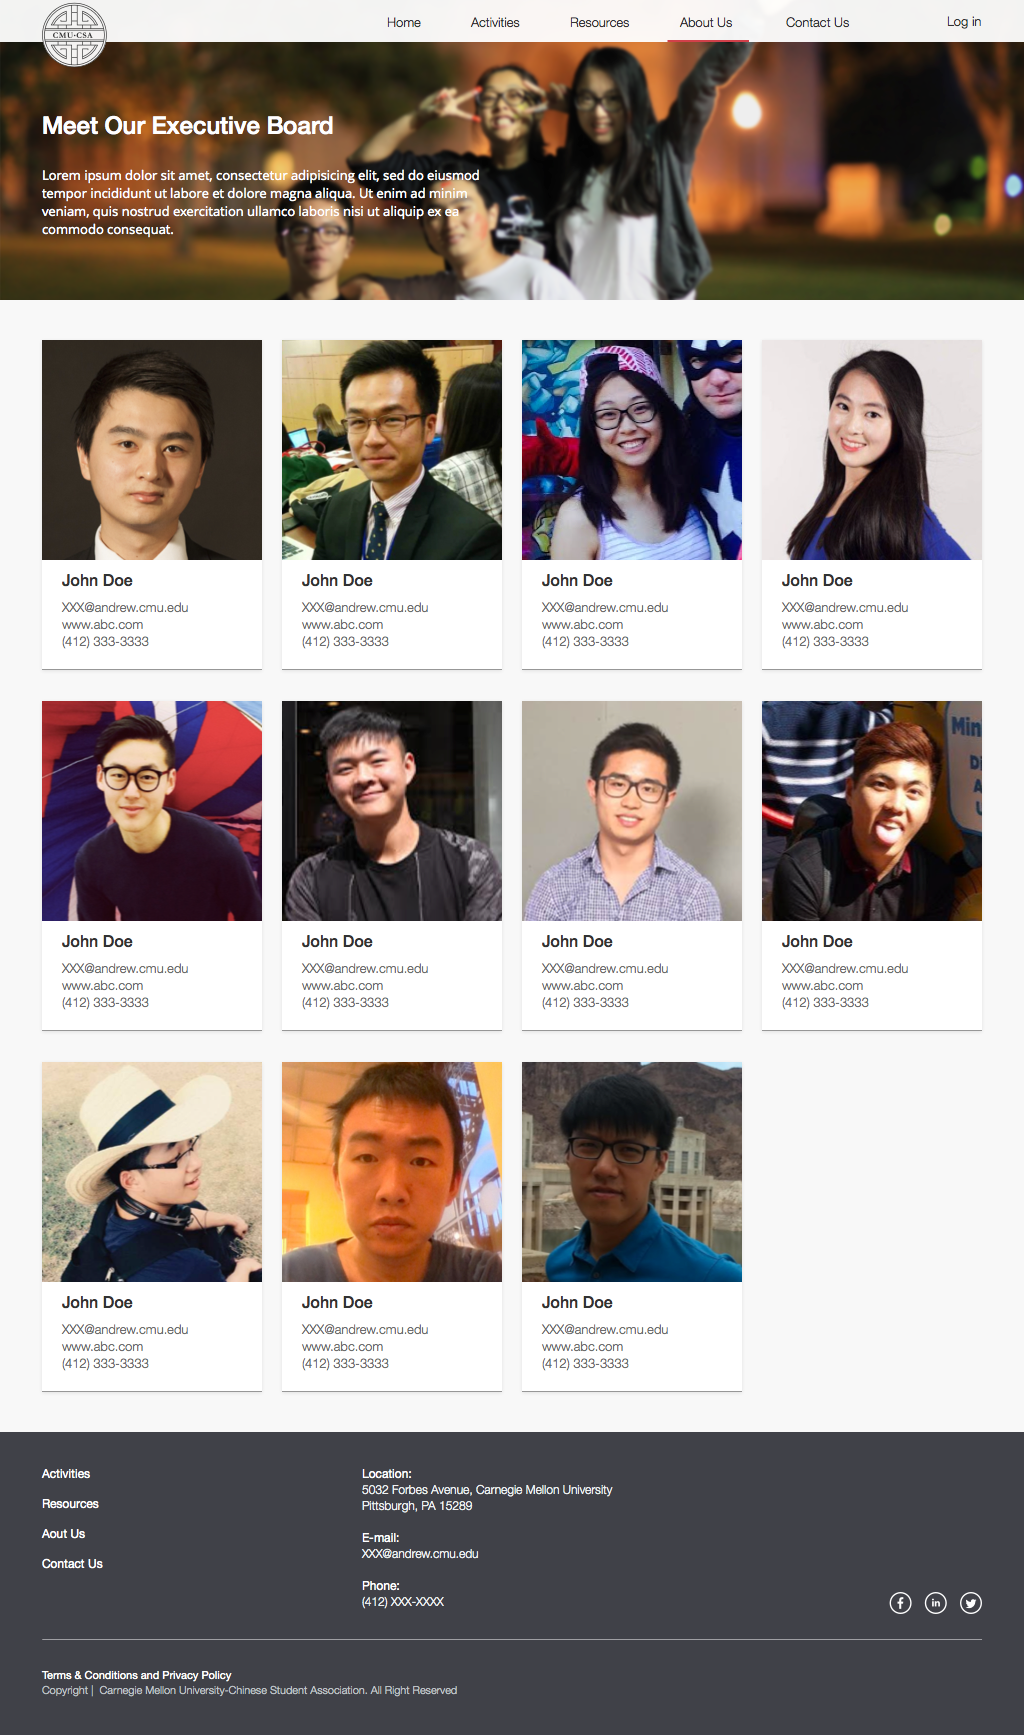 CMU·CSA
Home Activities Resources About Us Contact Us Log in
Meet Our Executive Board
Lorem ipsum dolor sit amet, consectetur adipisicing elit, sed do eiusmod
tempor incididunt ut labore et dolore magna aliqua. Ut enim ad minim
veniam, quis nostrud exercitation ullamco laboris nisi ut aliquip ex ea
commodo consequat.
John Doe
XXX@andrew.cmu.edu
www.abc.com
(412) 333-3333
John Doe
XXX@andrew.cmu.edu
www.abc.com
(412) 333-3333
John Doe
XXX@andrew.cmu.edu
www.abc.com
(412) 333-3333
John Doe
XXX@andrew.cmu.edu
www.abc.com
(412) 333-3333
John Doe
XXX@andrew.cmu.edu
www.abc.com
(412) 333-3333
John Doe
XXX@andrew.cmu.edu
www.abc.com
(412) 333-3333
John Doe
XXX@andrew.cmu.edu
www.abc.com
(412) 333-3333
John Doe
XXX@andrew.cmu.edu
www.abc.com
(412) 333-3333
John Doe
XXX@andrew.cmu.edu
www.abc.com
(412) 333-3333
John Doe
XXX@andrew.cmu.edu
www.abc.com
(412) 333-3333
John Doe
XXX@andrew.cmu.edu
www.abc.com
(412) 333-3333
Activities
Resources
Aout Us
Contact Us
Location:
5032 Forbes Avenue, Carnegie Mellon University
Pittsburgh, PA 15289
E-mail:
XXX@andrew.cmu.edu
Phone:
(412) XXX-XXXX
Terms & Conditions and Privacy Policy
Copyright | Carnegie Mellon University-Chinese Student Association. All Right Reserved